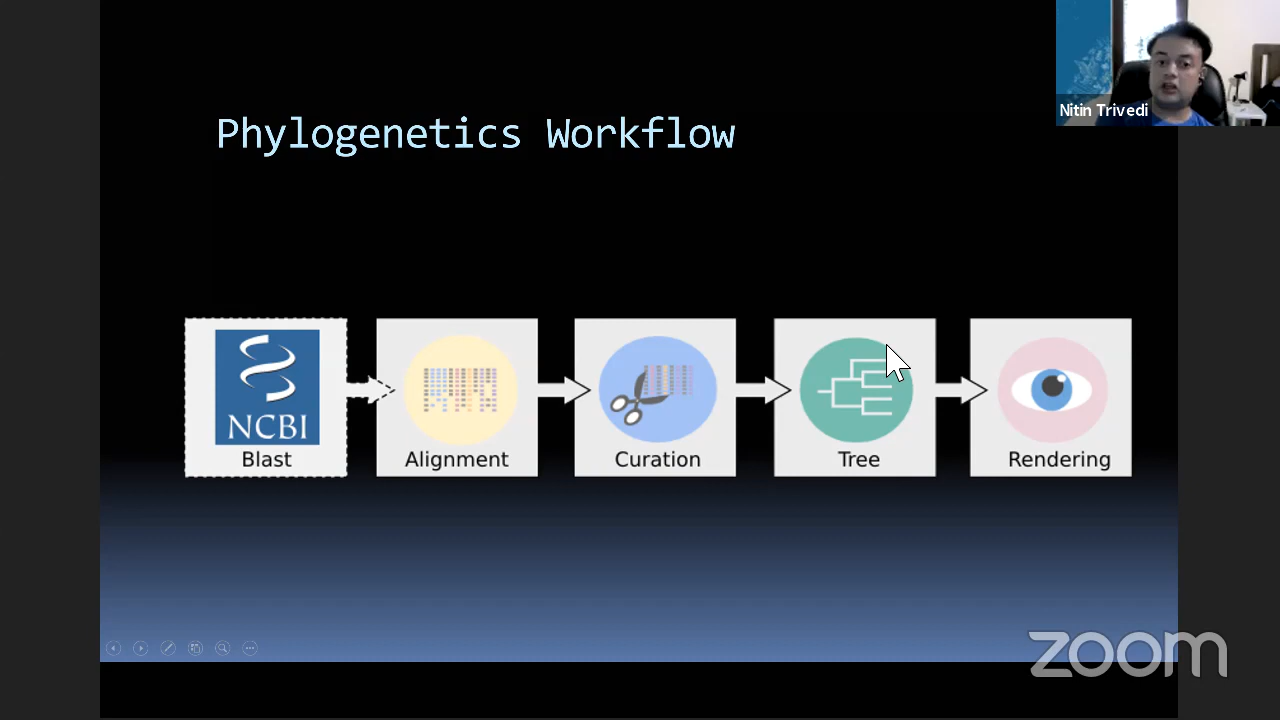 Nitin Trivedi
Phylogenetics Workflow
NCBI
Blast
Alignment
Curation
Tree
Rendering
zoom